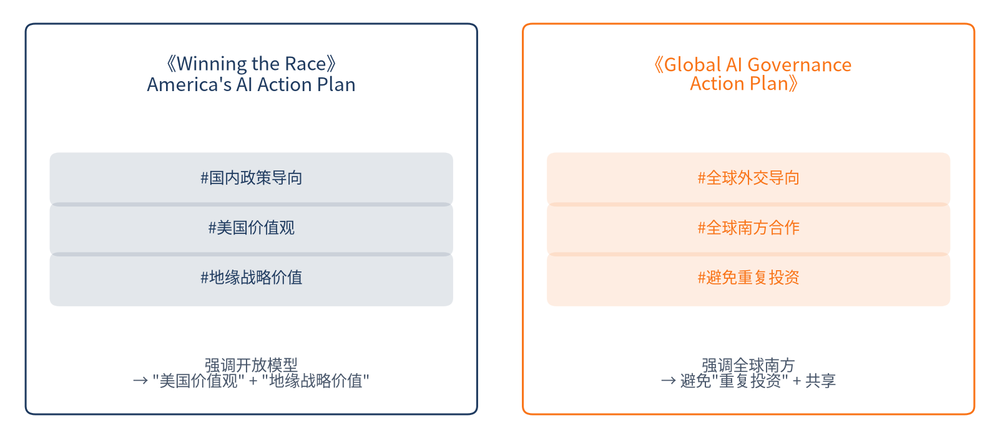 《Winning the Race》
America's AI Action Plan
#国内政策导向
#美国价值观
#地缘战略价值
强调开放模型
→ "美国价值观" + "地缘战略价值"
《Global AI Governance
Action Plan》
#全球外交导向
#全球南方合作
#避免重复投资
强调全球南方
→ 避免"重复投资" + 共享